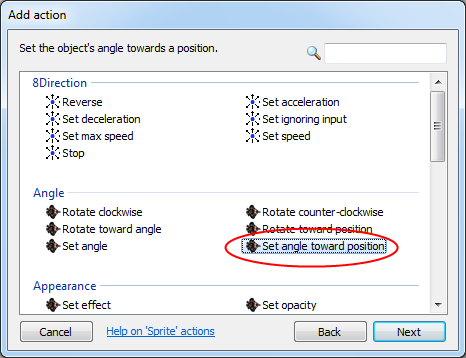 Add action
Set the object's angle towards a position.
8Direction
Reverse Set acceleration
Set deceleration Set ignoring input
Set max speed Set speed
Stop
Angle
Rotate clockwise Rotate counter-clockwise
Rotate toward angle Rotate toward position
Set angle Set angle toward position
Appearance
Set effect Set opacity
Cancel Help on 'Sprite' actions Back Next